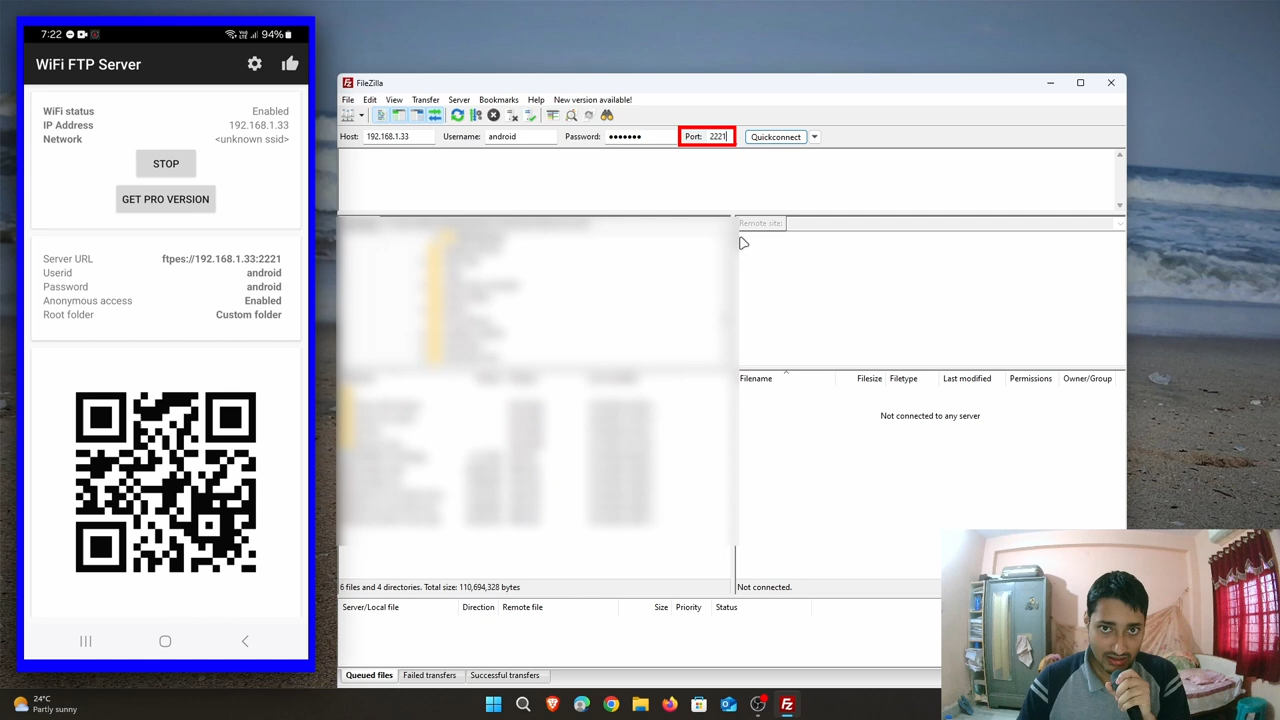 7:22 94%
WiFi FTP Server
WiFi status Enabled
IP Address 192.168.1.33
Network <unknown ssid>
STOP
GET PRO VERSION
Server URL ftpes://192.168.1.33:2221
Userid android
Password android
Anonymous access Enabled
Root folder Custom folder
FileZilla
File Edit View Transfer Server Bookmarks Help New version available!
Host: 192.168.1.33 Username: android Password: ●●●●●●● Port: 2221 Quickconnect
Remote site:
Filename Filesize Filetype Last modified Permissions Owner/Group
Not connected to any server
6 files and 4 directories. Total size: 110,694,328 bytes
Not connected.
Server/Local file Direction Remote file Size Priority Status
Queued files Failed transfers Successful transfers
24°C
Partly sunny